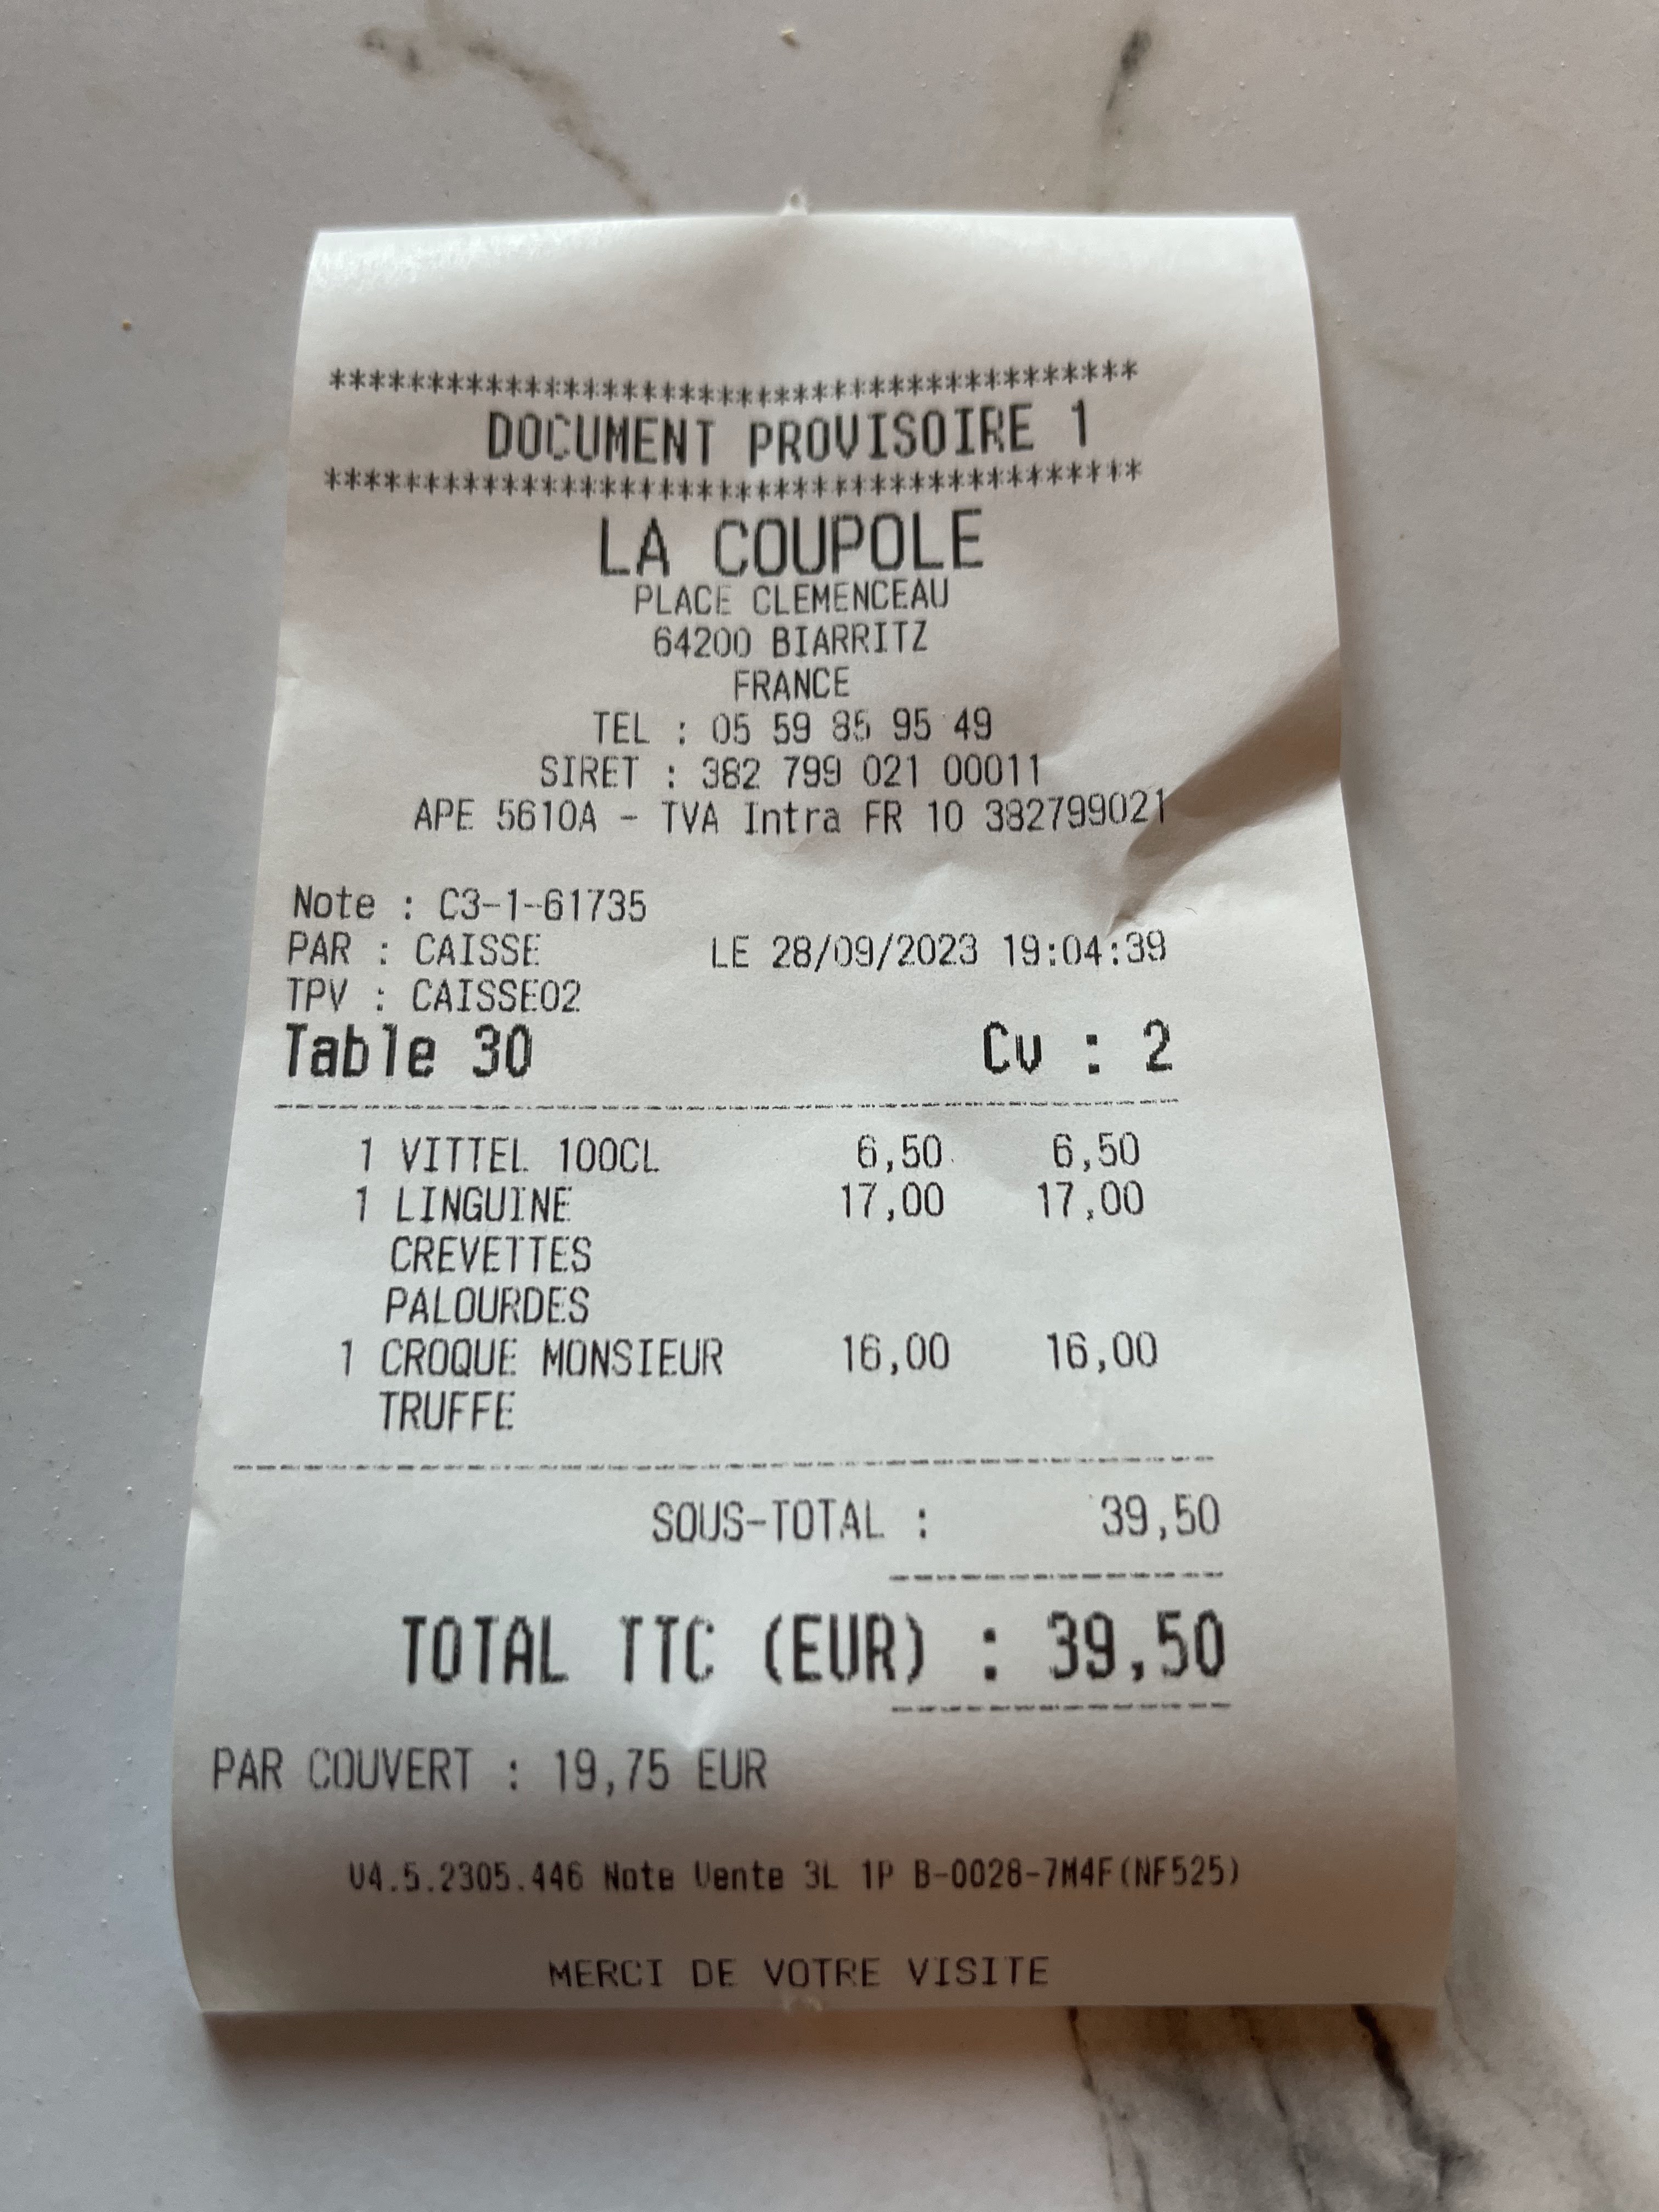 *****************************************
DOCUMENT PROVISOIRE 1
*****************************************
LA COUPOLE
PLACE CLEMENCEAU
64200 BIARRITZ
FRANCE
TEL : 05 59 85 95 49
SIRET : 382 799 021 00011
APE 5610A - TVA Intra FR 10 382799021
Note : C3-1-61735
PAR : CAISSE LE 28/09/2023 19:04:39
TPV : CAISSE02
Table 30 Cv : 2
1 VITTEL 100CL 6,50 6,50
1 LINGUINE 17,00 17,00
CREVETTES
PALOURDES
1 CROQUE MONSIEUR 16,00 16,00
TRUFFE
SOUS-TOTAL : 39,50
TOTAL TTC (EUR) : 39,50
PAR COUVERT : 19,75 EUR
V4.5.2305.446 Note Vente 3L 1P B-0028-7M4F(NF525)
MERCI DE VOTRE VISITE